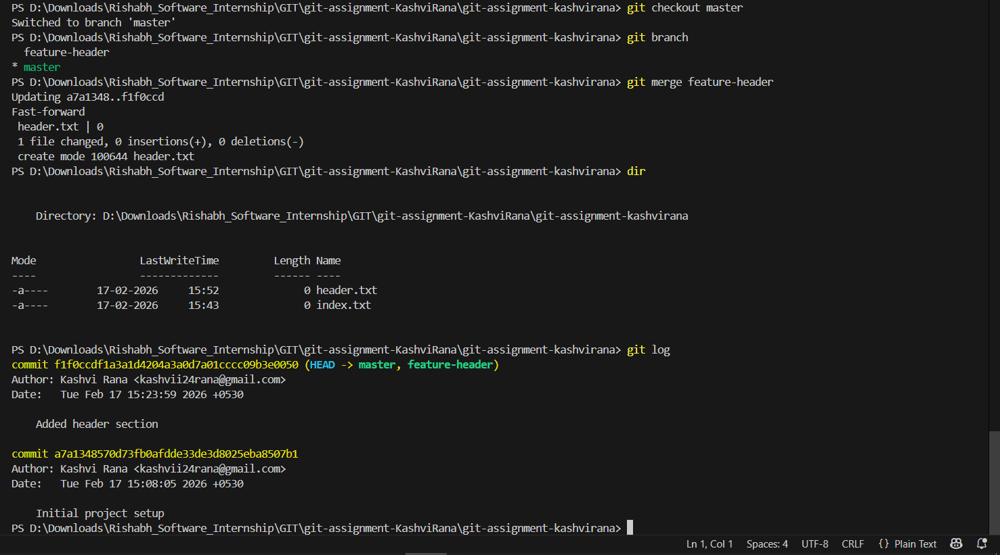 PS D:\Downloads\Rishabh_Software_Internship\GIT\git-assignment-KashviRana\git-assignment-kashvirana> git checkout master
Switched to branch 'master'
PS D:\Downloads\Rishabh_Software_Internship\GIT\git-assignment-KashviRana\git-assignment-kashvirana> git branch
  feature-header
* master
PS D:\Downloads\Rishabh_Software_Internship\GIT\git-assignment-KashviRana\git-assignment-kashvirana> git merge feature-header
Updating a7a1348..f1f0ccd
Fast-forward
 header.txt | 0
 1 file changed, 0 insertions(+), 0 deletions(-)
 create mode 100644 header.txt
PS D:\Downloads\Rishabh_Software_Internship\GIT\git-assignment-KashviRana\git-assignment-kashvirana> dir
    Directory: D:\Downloads\Rishabh_Software_Internship\GIT\git-assignment-KashviRana\git-assignment-kashvirana
Mode                 LastWriteTime         Length Name
----                 -------------         ------ ----
-a----        17-02-2026     15:52              0 header.txt
-a----        17-02-2026     15:43              0 index.txt
PS D:\Downloads\Rishabh_Software_Internship\GIT\git-assignment-KashviRana\git-assignment-kashvirana> git log
commit f1f0ccdf1a3a1d4204a3a0d7a01cccc09b3e0050 (HEAD -> master, feature-header)
Author: Kashvi Rana <kashvii24rana@gmail.com>
Date:   Tue Feb 17 15:23:59 2026 +0530
    Added header section
commit a7a1348570d73fb0afdde33de3d8025eba8507b1
Author: Kashvi Rana <kashvii24rana@gmail.com>
Date:   Tue Feb 17 15:08:05 2026 +0530
    Initial project setup
PS D:\Downloads\Rishabh_Software_Internship\GIT\git-assignment-KashviRana\git-assignment-kashvirana>
Ln 1, Col 1 Spaces: 4 UTF-8 CRLF {} Plain Text